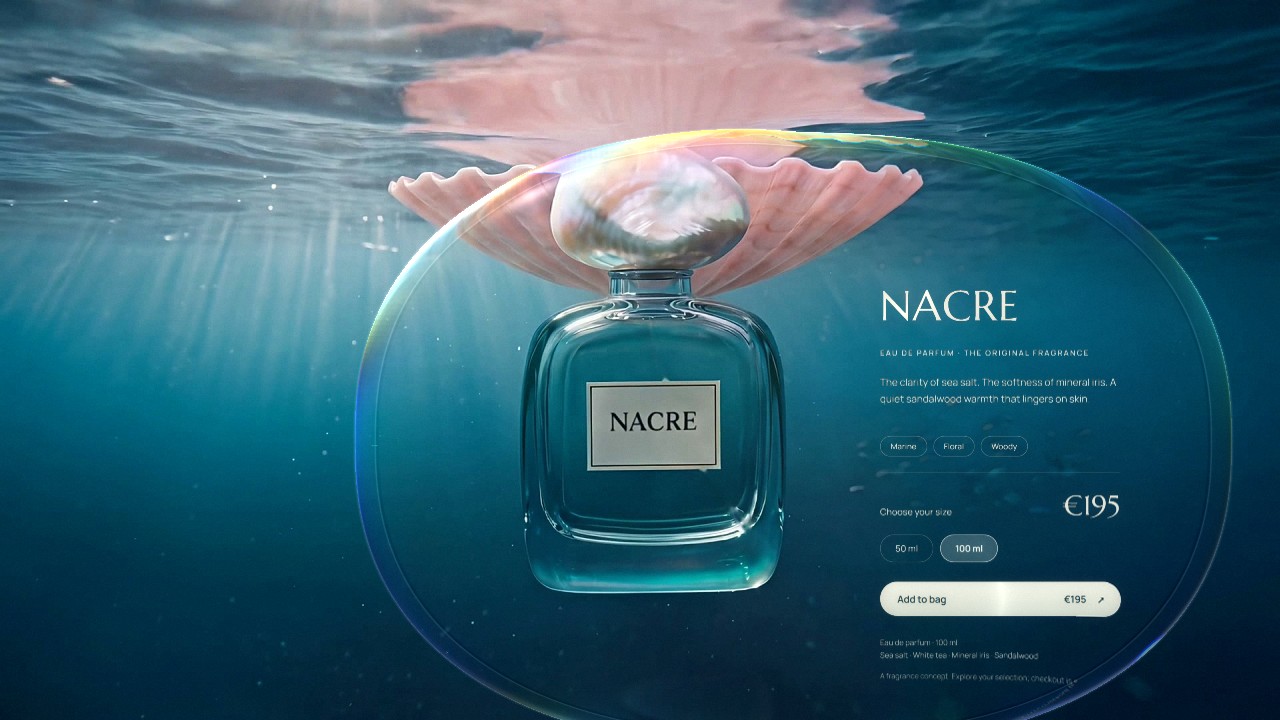 NACRE
NACRE
EAU DE PARFUM · THE ORIGINAL FRAGRANCE
The clarity of sea salt. The softness of mineral iris. A
quiet sandalwood warmth that lingers on skin
Marine Floral Woody
Choose your size €195
50 ml 100 ml
Add to bag €195 ↗
Eau de parfum · 100 ml
Sea salt · White tea · Mineral iris · Sandalwood
A fragrance concept. Explore your selection; checkout